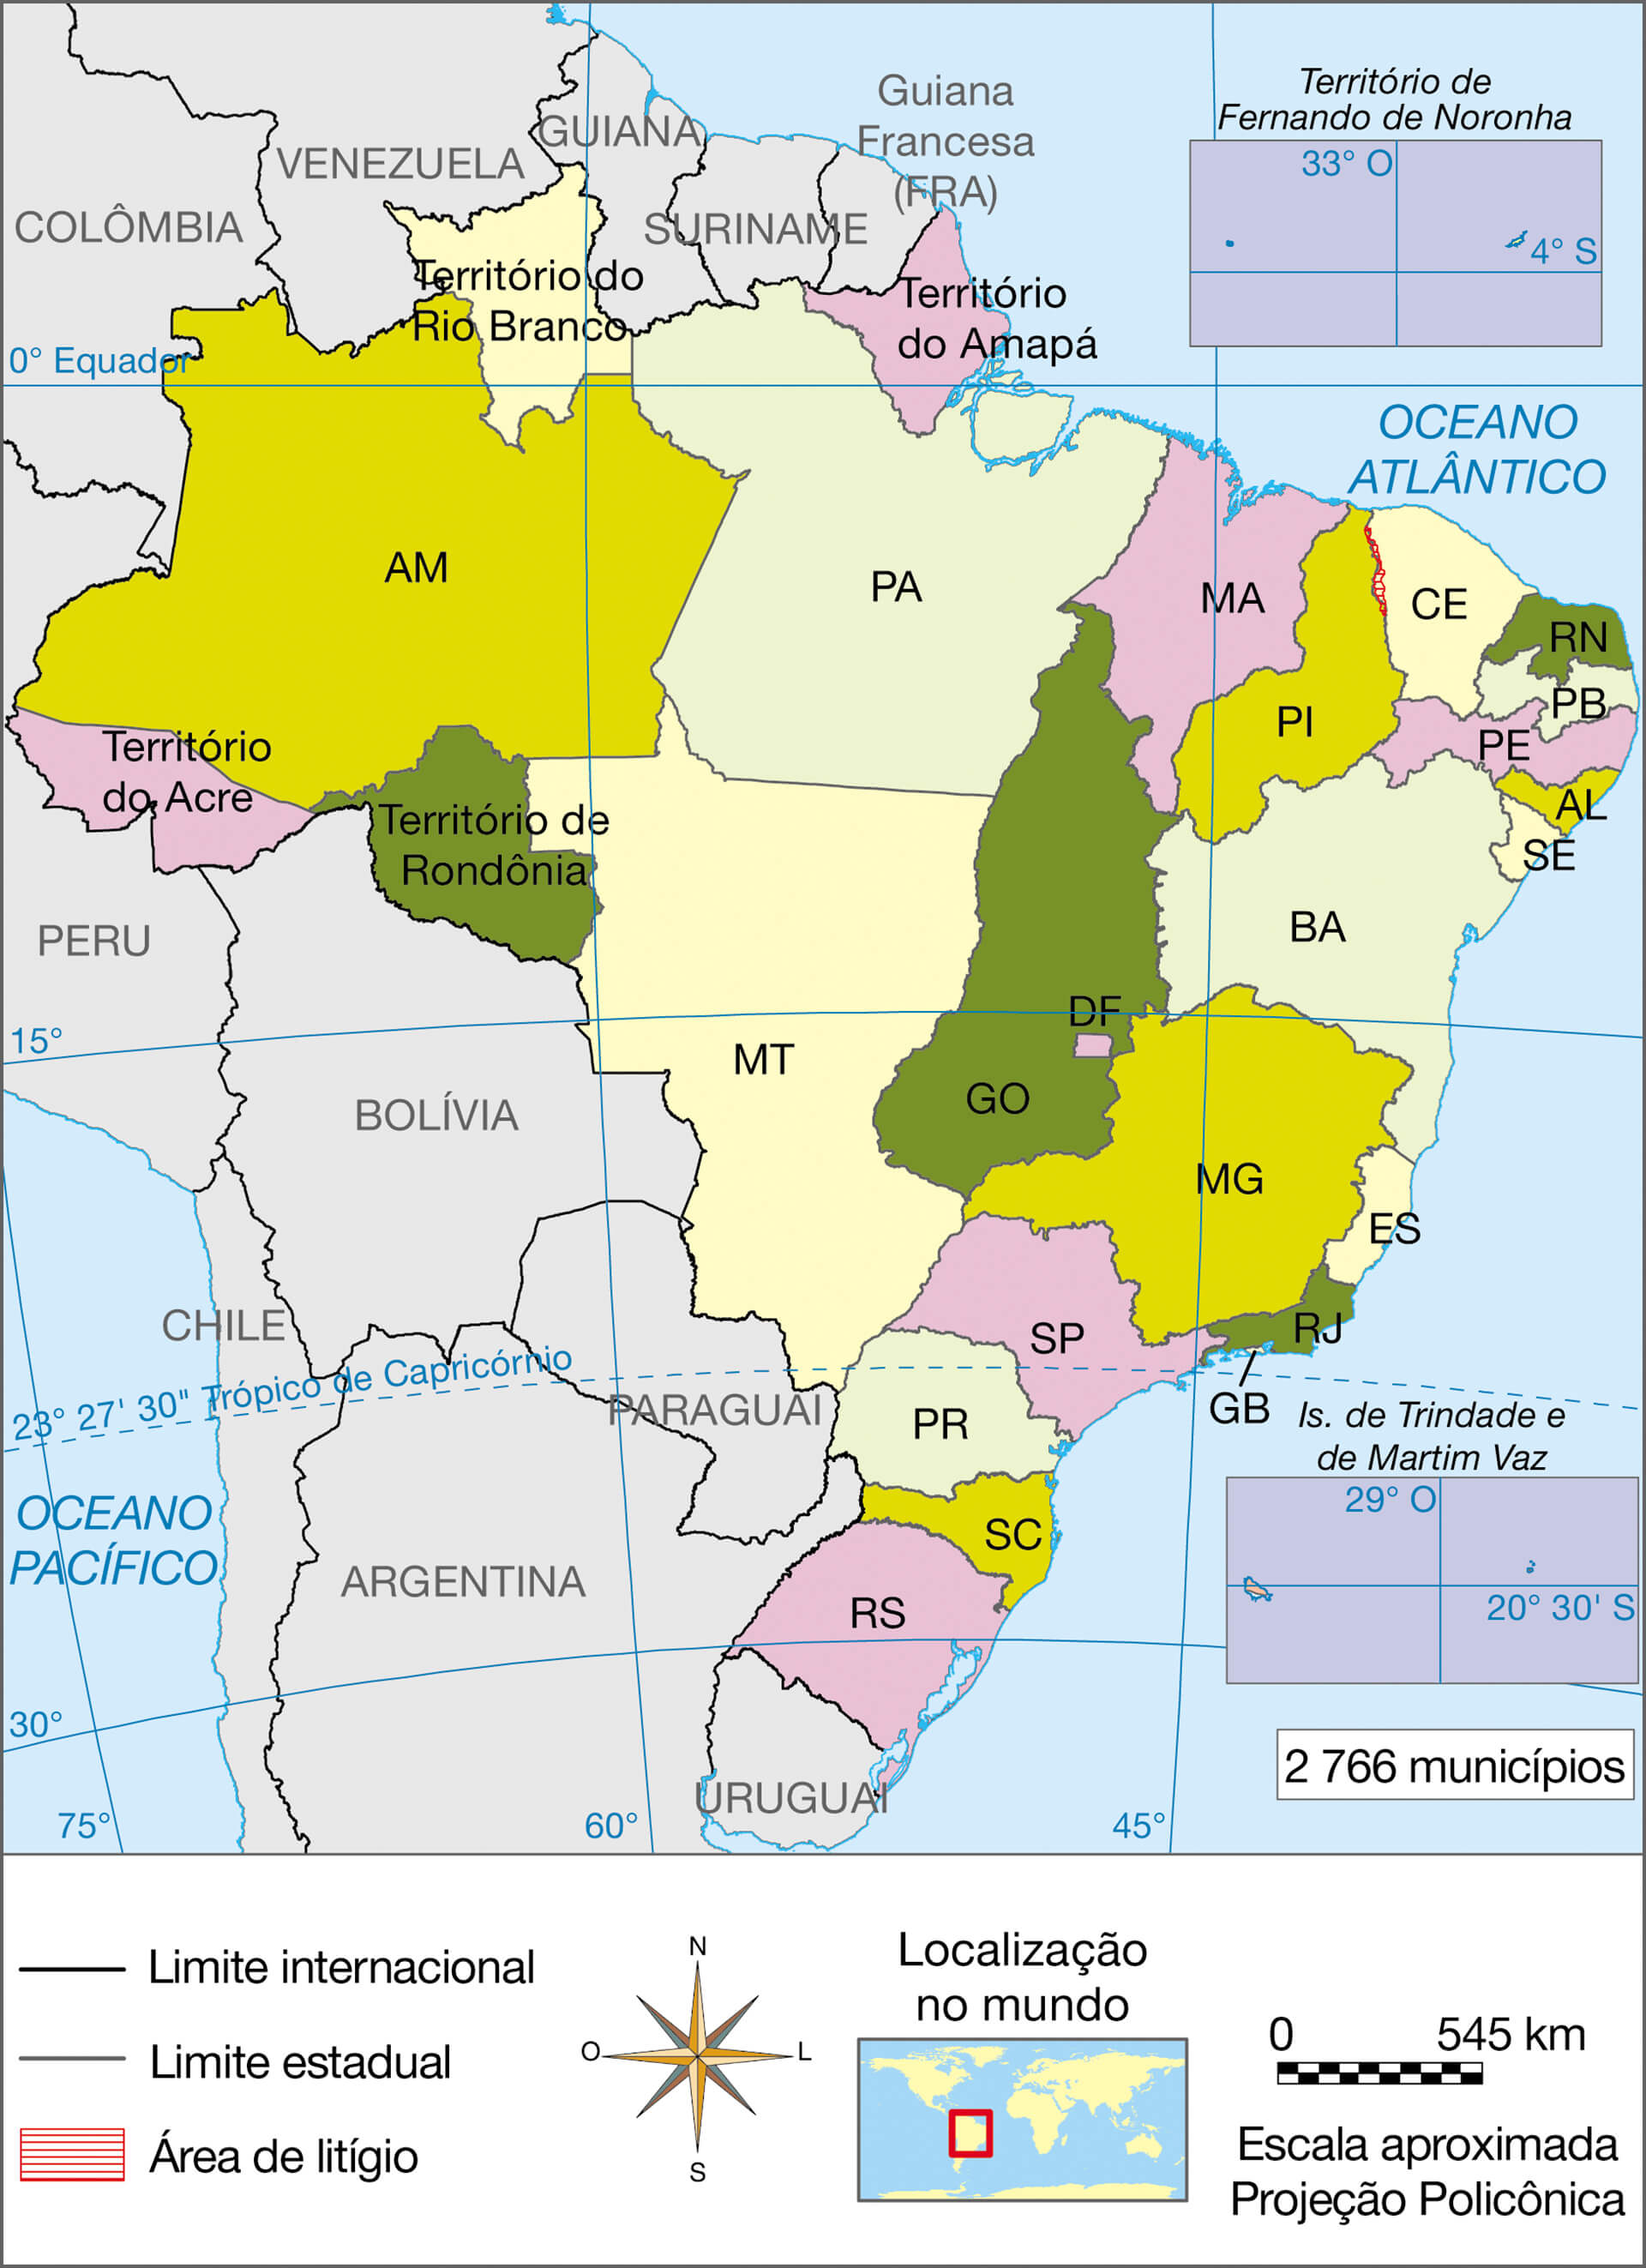 Guiana
Francesa
(FRA)
GUIANA
VENEZUELA
COLÔMBIA
SURINAME
Território de
Fernando de Noronha
33° O
4° S
Território do
Rio Branco
Território
do Amapá
0° Equador
OCEANO
ATLÂNTICO
AM
PA
MA
CE
RN
PB
PI
PE
AL
SE
Território
do Acre
Território de
Rondônia
PERU
BA
DF
15°
MT
GO
BOLÍVIA
MG
ES
CHILE
SP
RJ
23° 27' 30" Trópico de Capricórnio
GB
PARAGUAI
PR
Is. de Trindade e
de Martim Vaz
29° O
20° 30' S
OCEANO
PACÍFICO
SC
ARGENTINA
RS
30°
2 766 municípios
URUGUAI
75°
60°
45°
Limite internacional
Limite estadual
Área de litígio
N
O
L
S
Localização
no mundo
0
545 km
Escala aproximada
Projeção Policônica